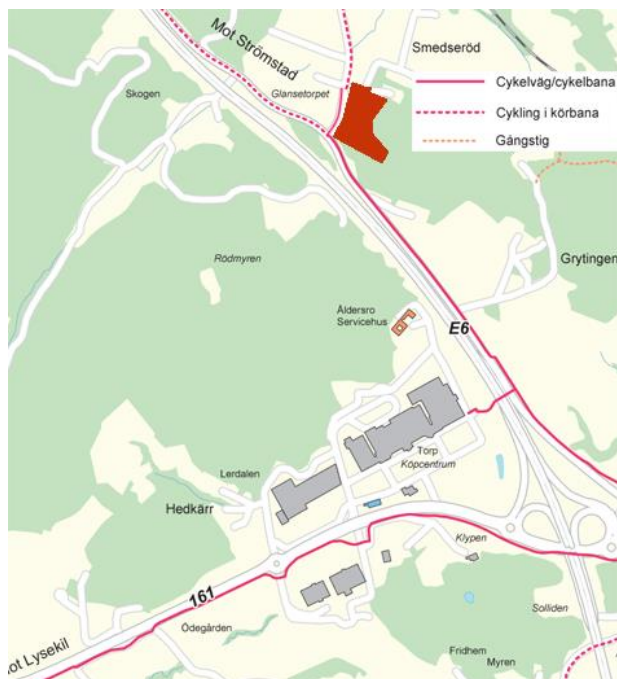 Mot Strömstad
Smedseröd
Glansetorpet
Skogen
Cykelväg/cykelbana
Cykling i körbana
Gångstig
Rödmyren
Grytingen
Åldersro
Servicehus
E6
Torp
Köpcentrum
Lerdalen
Hedkärr
Klypen
161
Ödegården
Solliden
ot Lysekil
Fridhem
Myren